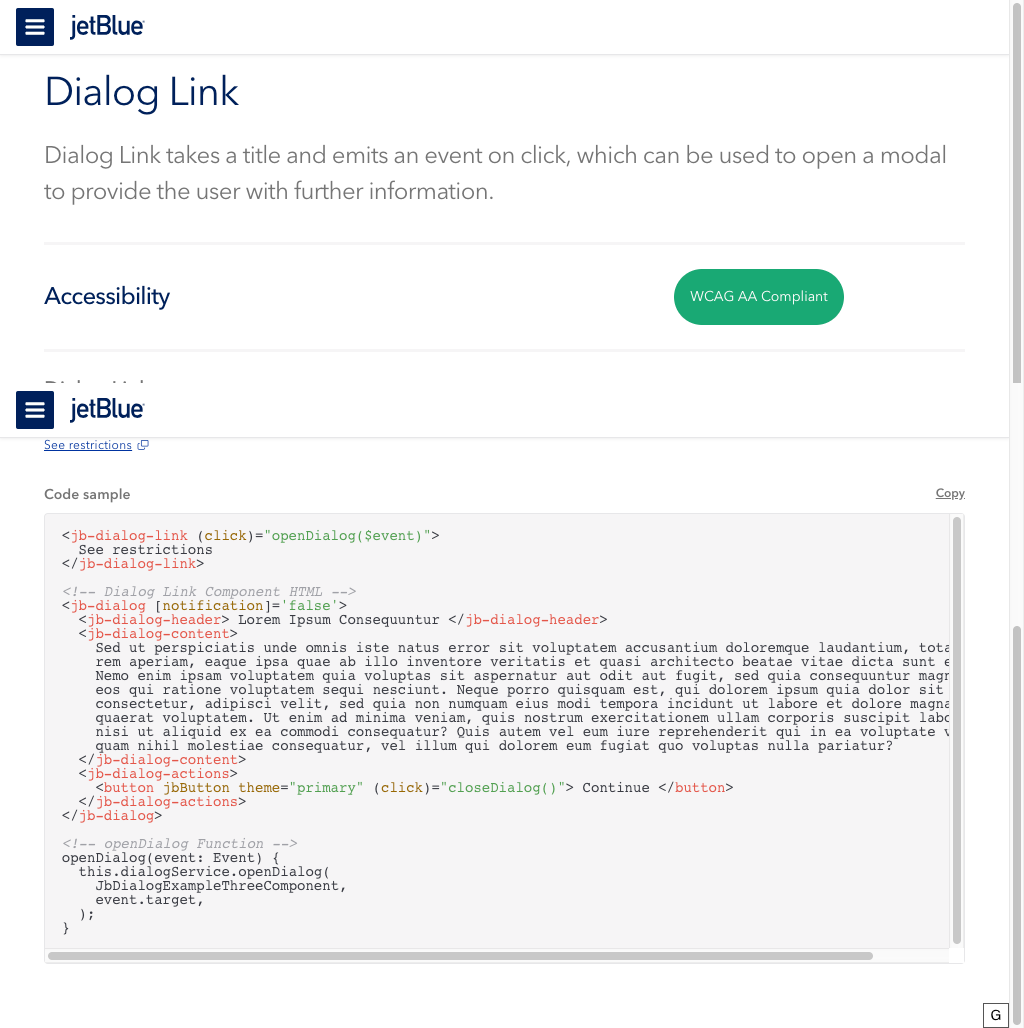 jetBlue
Dialog Link
Dialog Link takes a title and emits an event on click, which can be used to open a modal
to provide the user with further information.
Accessibility
WCAG AA Compliant
jetBlue
See restrictions
Code sample
Copy
<jb-dialog-link (click)="openDialog($event)">
  See restrictions
</jb-dialog-link>
<!-- Dialog Link Component HTML -->
<jb-dialog [notification]='false'>
  <jb-dialog-header> Lorem Ipsum Consequuntur </jb-dialog-header>
  <jb-dialog-content>
    Sed ut perspiciatis unde omnis iste natus error sit voluptatem accusantium doloremque laudantium, tota
    rem aperiam, eaque ipsa quae ab illo inventore veritatis et quasi architecto beatae vitae dicta sunt e
    Nemo enim ipsam voluptatem quia voluptas sit aspernatur aut odit aut fugit, sed quia consequuntur magn
    eos qui ratione voluptatem sequi nesciunt. Neque porro quisquam est, qui dolorem ipsum quia dolor sit
    consectetur, adipisci velit, sed quia non numquam eius modi tempora incidunt ut labore et dolore magna
    quaerat voluptatem. Ut enim ad minima veniam, quis nostrum exercitationem ullam corporis suscipit labo
    nisi ut aliquid ex ea commodi consequatur? Quis autem vel eum iure reprehenderit qui in ea voluptate v
    quam nihil molestiae consequatur, vel illum qui dolorem eum fugiat quo voluptas nulla pariatur?
  </jb-dialog-content>
  <jb-dialog-actions>
    <button jbButton theme="primary" (click)="closeDialog()"> Continue </button>
  </jb-dialog-actions>
</jb-dialog>
<!-- openDialog Function -->
openDialog(event: Event) {
  this.dialogService.openDialog(
    JbDialogExampleThreeComponent,
    event.target,
  );
}
G